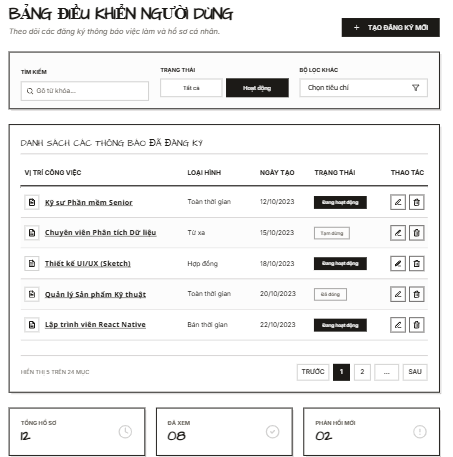 BẢNG ĐIỀU KHIỂN NGƯỜI DÙNG
Theo dõi các đăng ký thông báo việc làm và hồ sơ cá nhân.
+ TẠO ĐĂNG KÝ MỚI
TÌM KIẾM
TRẠNG THÁI
BỘ LỌC KHÁC
Gõ từ khóa...
Tất cả
Hoạt động
Chọn tiêu chí
DANH SÁCH CÁC THÔNG BÁO ĐÃ ĐĂNG KÝ
VỊ TRÍ CÔNG VIỆC LOẠI HÌNH NGÀY TẠO TRẠNG THÁI THAO TÁC
Kỹ sư Phần mềm Senior Toàn thời gian 12/10/2023 Đang hoạt động
Chuyên viên Phân tích Dữ liệu Từ xa 15/10/2023 Tạm dừng
Thiết kế UI/UX (Sketch) Hợp đồng 18/10/2023 Đang hoạt động
Quản lý Sản phẩm Kỹ thuật Toàn thời gian 20/10/2023 Đã đóng
Lập trình viên React Native Bán thời gian 22/10/2023 Đang hoạt động
HIỂN THỊ 5 TRÊN 24 MỤC
TRƯỚC 1 2 ... SAU
TỔNG HỒ SƠ
12
ĐÃ XEM
08
PHẢN HỒI MỚI
02